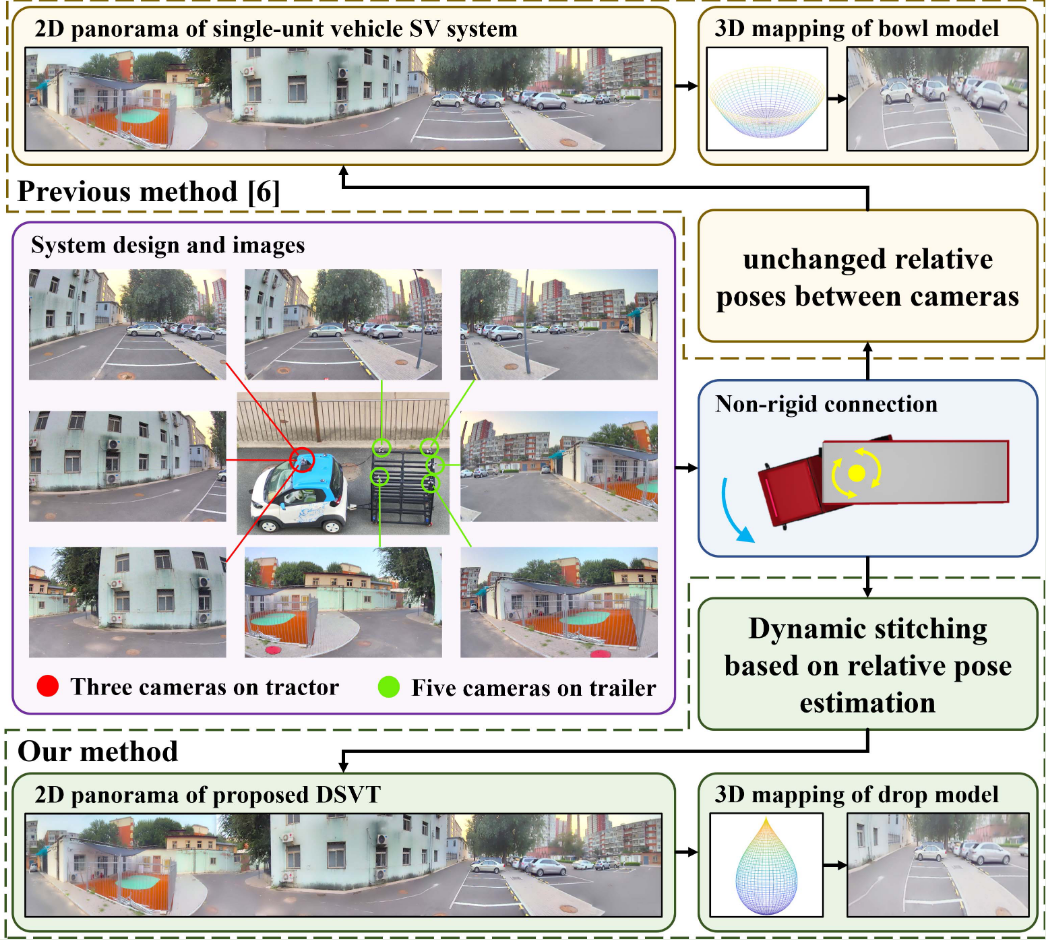 2D panorama of single-unit vehicle SV system
3D mapping of bowl model
Previous method [6]
unchanged relative
poses between cameras
System design and images
Non-rigid connection
Three cameras on tractor
Five cameras on trailer
Dynamic stitching
based on relative pose
estimation
Our method
2D panorama of proposed DSVT
3D mapping of drop model